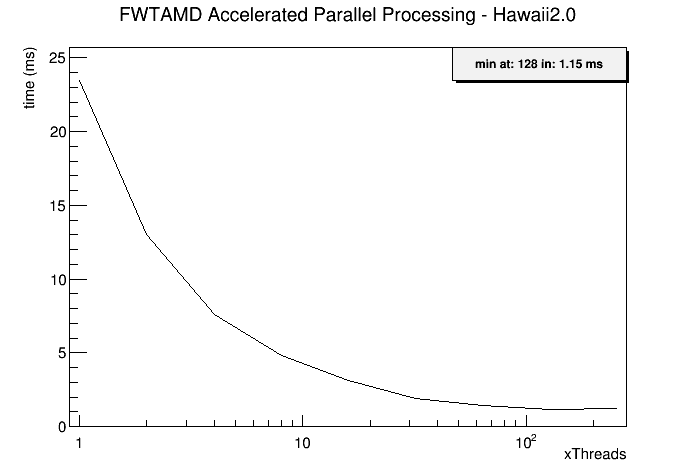 FWTAMD Accelerated Parallel Processing - Hawaii2.0
time (ms)
min at: 128 in: 1.15 ms
25
20
15
10
5
0
1
10
10²
xThreads